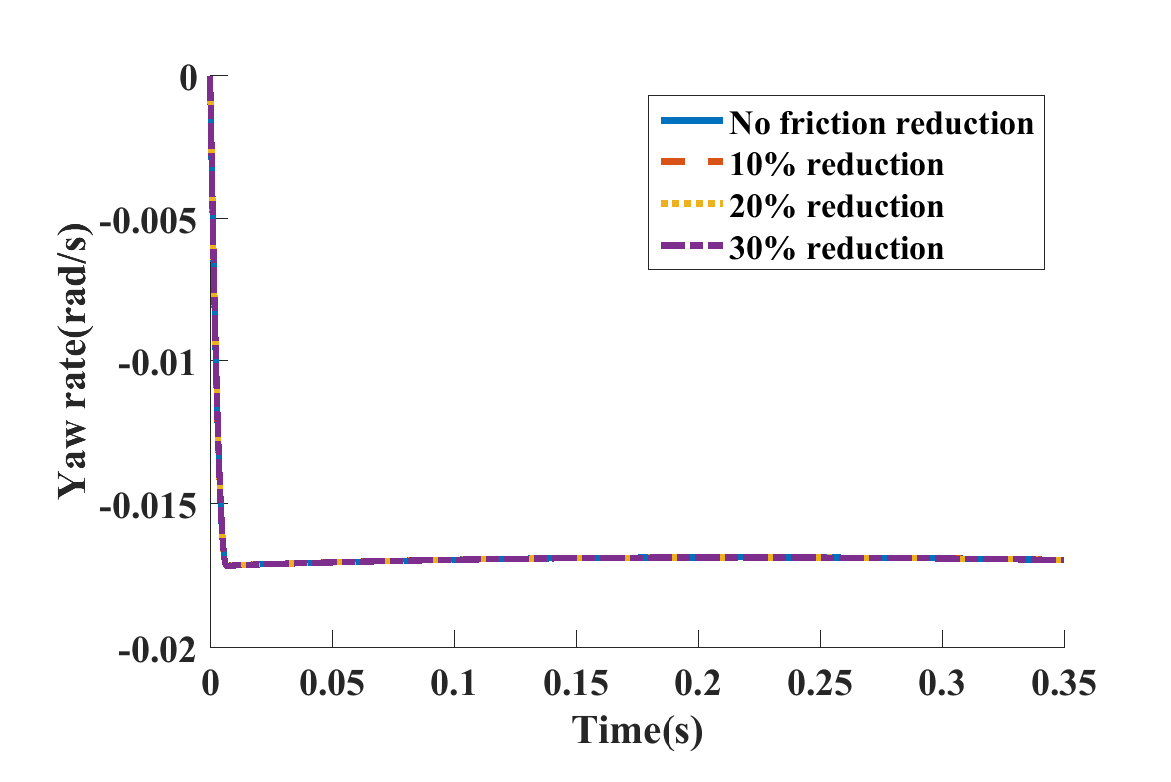 0
-0.005
-0.01
-0.015
-0.02
Yaw rate(rad/s)
No friction reduction
10% reduction
20% reduction
30% reduction
0 0.05 0.1 0.15 0.2 0.25 0.3 0.35
Time(s)